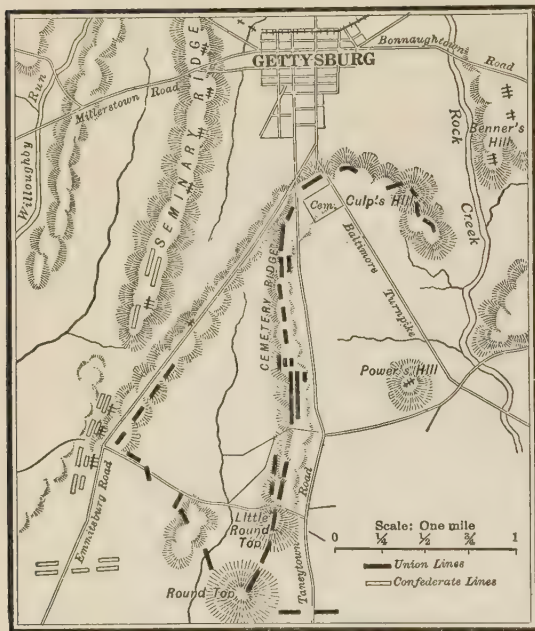 GETTYSBURG
Bonnaughtown Road
Millerstown Road
Willoughby Run
SEMINARY RIDGE
Rock Creek
Benner's
Hill
Culp's Hill
Cem.
Baltimore Turnpike
CEMETERY RIDGE
Power's Hill
Emmitsburg Road
Little
Round
Top
Round Top
Taneytown Road
Scale: One mile
0 1/4 1/2 3/4 1
Union Lines
Confederate Lines